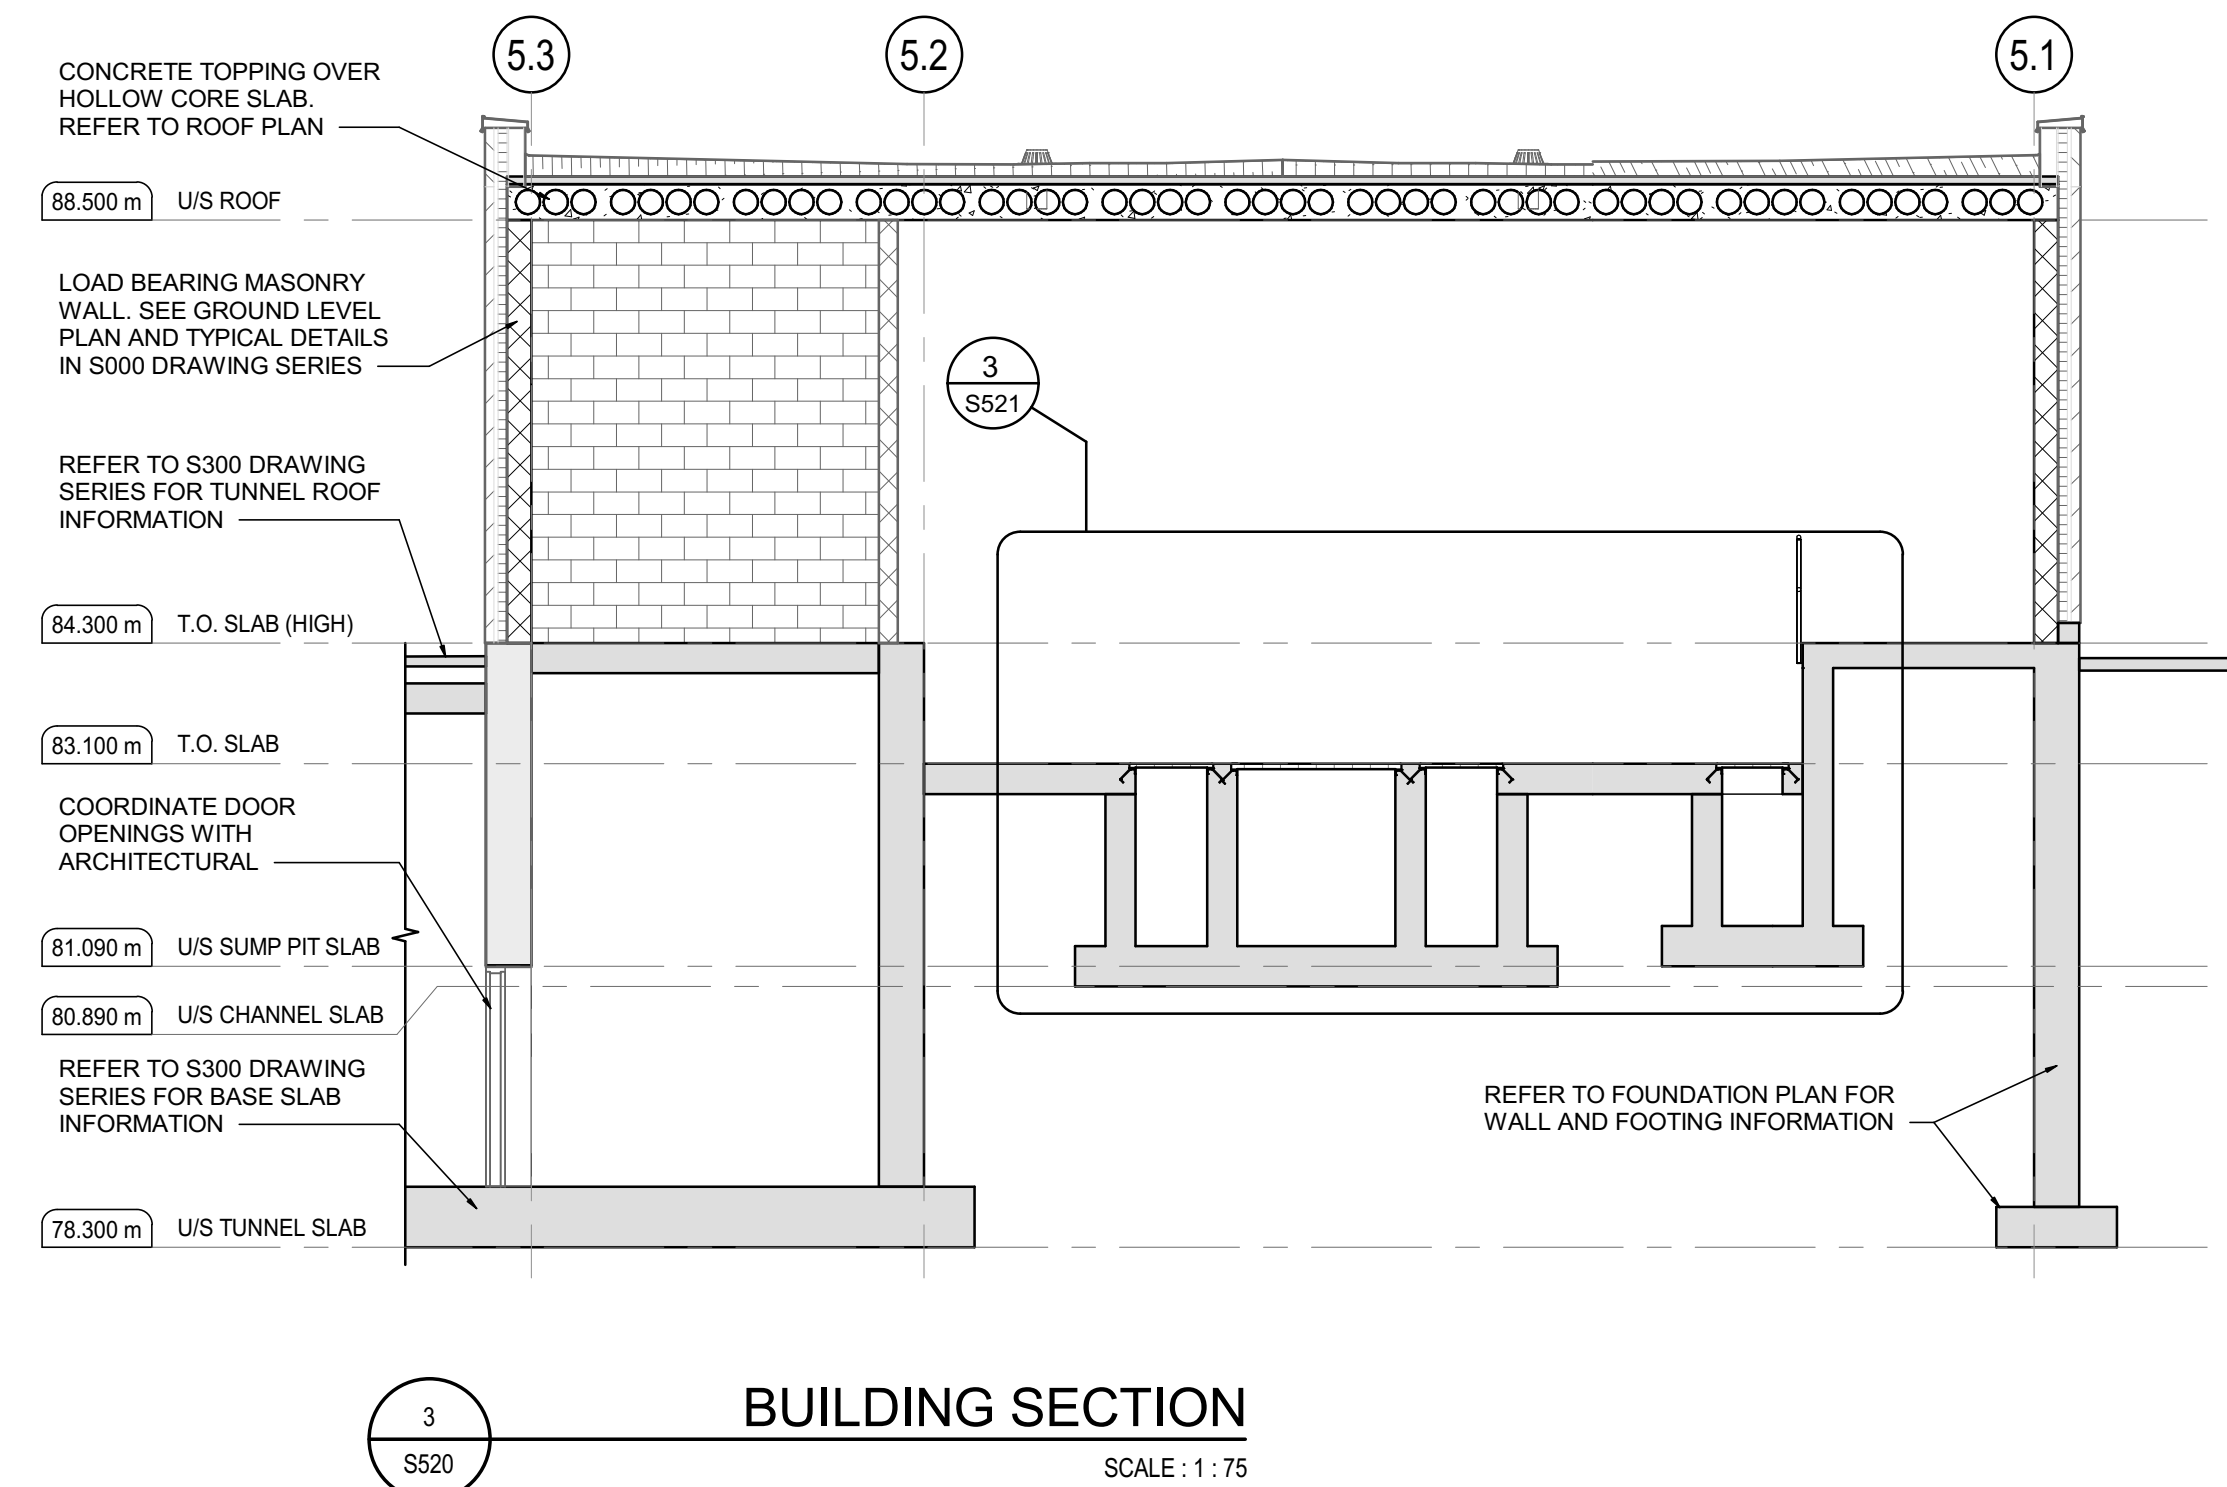 5.3
5.2
5.1
CONCRETE TOPPING OVER
HOLLOW CORE SLAB.
REFER TO ROOF PLAN
88.500 m U/S ROOF
LOAD BEARING MASONRY
WALL. SEE GROUND LEVEL
PLAN AND TYPICAL DETAILS
IN S000 DRAWING SERIES
3
S521
REFER TO S300 DRAWING
SERIES FOR TUNNEL ROOF
INFORMATION
84.300 m T.O. SLAB (HIGH)
83.100 m T.O. SLAB
COORDINATE DOOR
OPENINGS WITH
ARCHITECTURAL
81.090 m U/S SUMP PIT SLAB
80.890 m U/S CHANNEL SLAB
REFER TO S300 DRAWING
SERIES FOR BASE SLAB
INFORMATION
REFER TO FOUNDATION PLAN FOR
WALL AND FOOTING INFORMATION
78.300 m U/S TUNNEL SLAB
3
S520
BUILDING SECTION
SCALE : 1 : 75